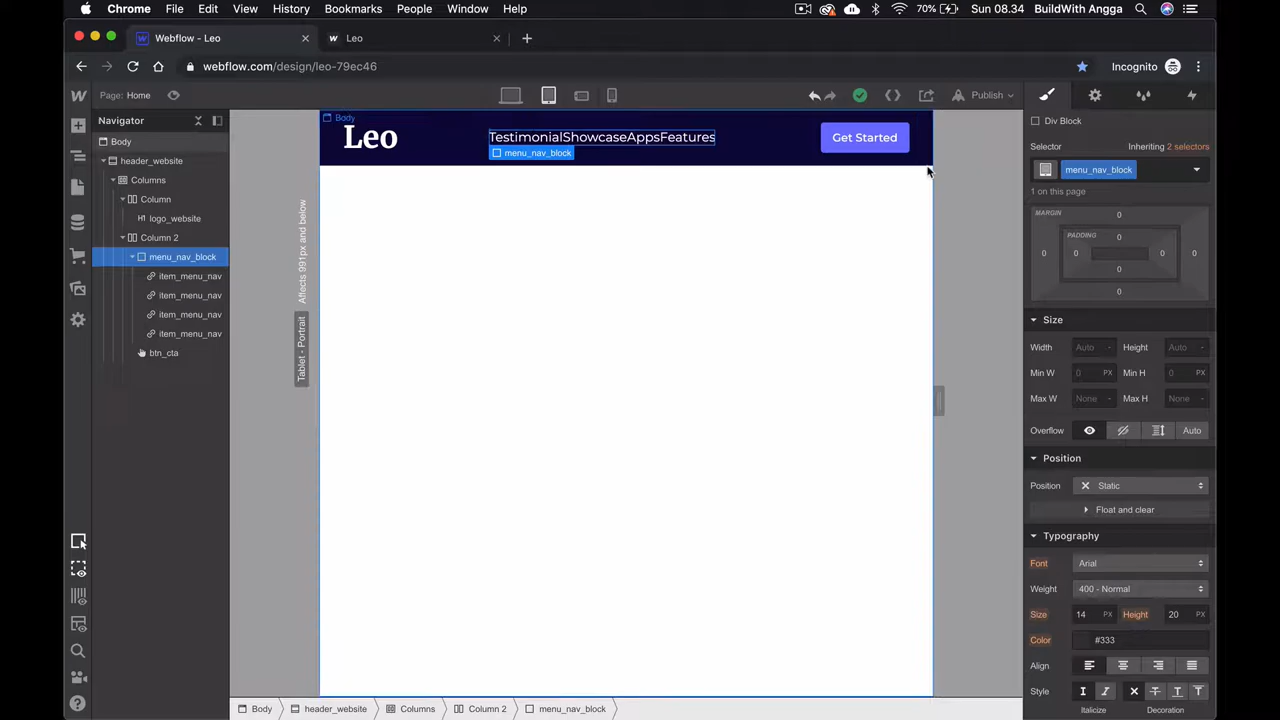 Chrome File Edit View History Bookmarks People Window Help 70% Sun 08.34 BuildWith Angga
Webflow - Leo Leo
webflow.com/design/leo-79ec46 Incognito
Page: Home Publish
Navigator
Body
header_website
Columns
Column
H1 logo_website
Column 2
menu_nav_block
item_menu_nav
item_menu_nav
item_menu_nav
item_menu_nav
btn_cta
Affects 991px and below
Tablet - Portrait
Body
Leo TestimonialShowcaseAppsFeatures Get Started
menu_nav_block
Div Block
Selector Inheriting 2 selectors
menu_nav_block
1 on this page
MARGIN 0
PADDING 0
0 0 0 0
0
0
Size
Width Auto - Height Auto -
Min W 0 PX Min H 0 PX
Max W None - Max H None -
Overflow Auto
Position
Position Static
Float and clear
Typography
Font Arial
Weight 400 - Normal
Size 14 PX Height 20 PX
Color #333
Align
Style I I T T T
Italicize Decoration
Body header_website Columns Column 2 menu_nav_block